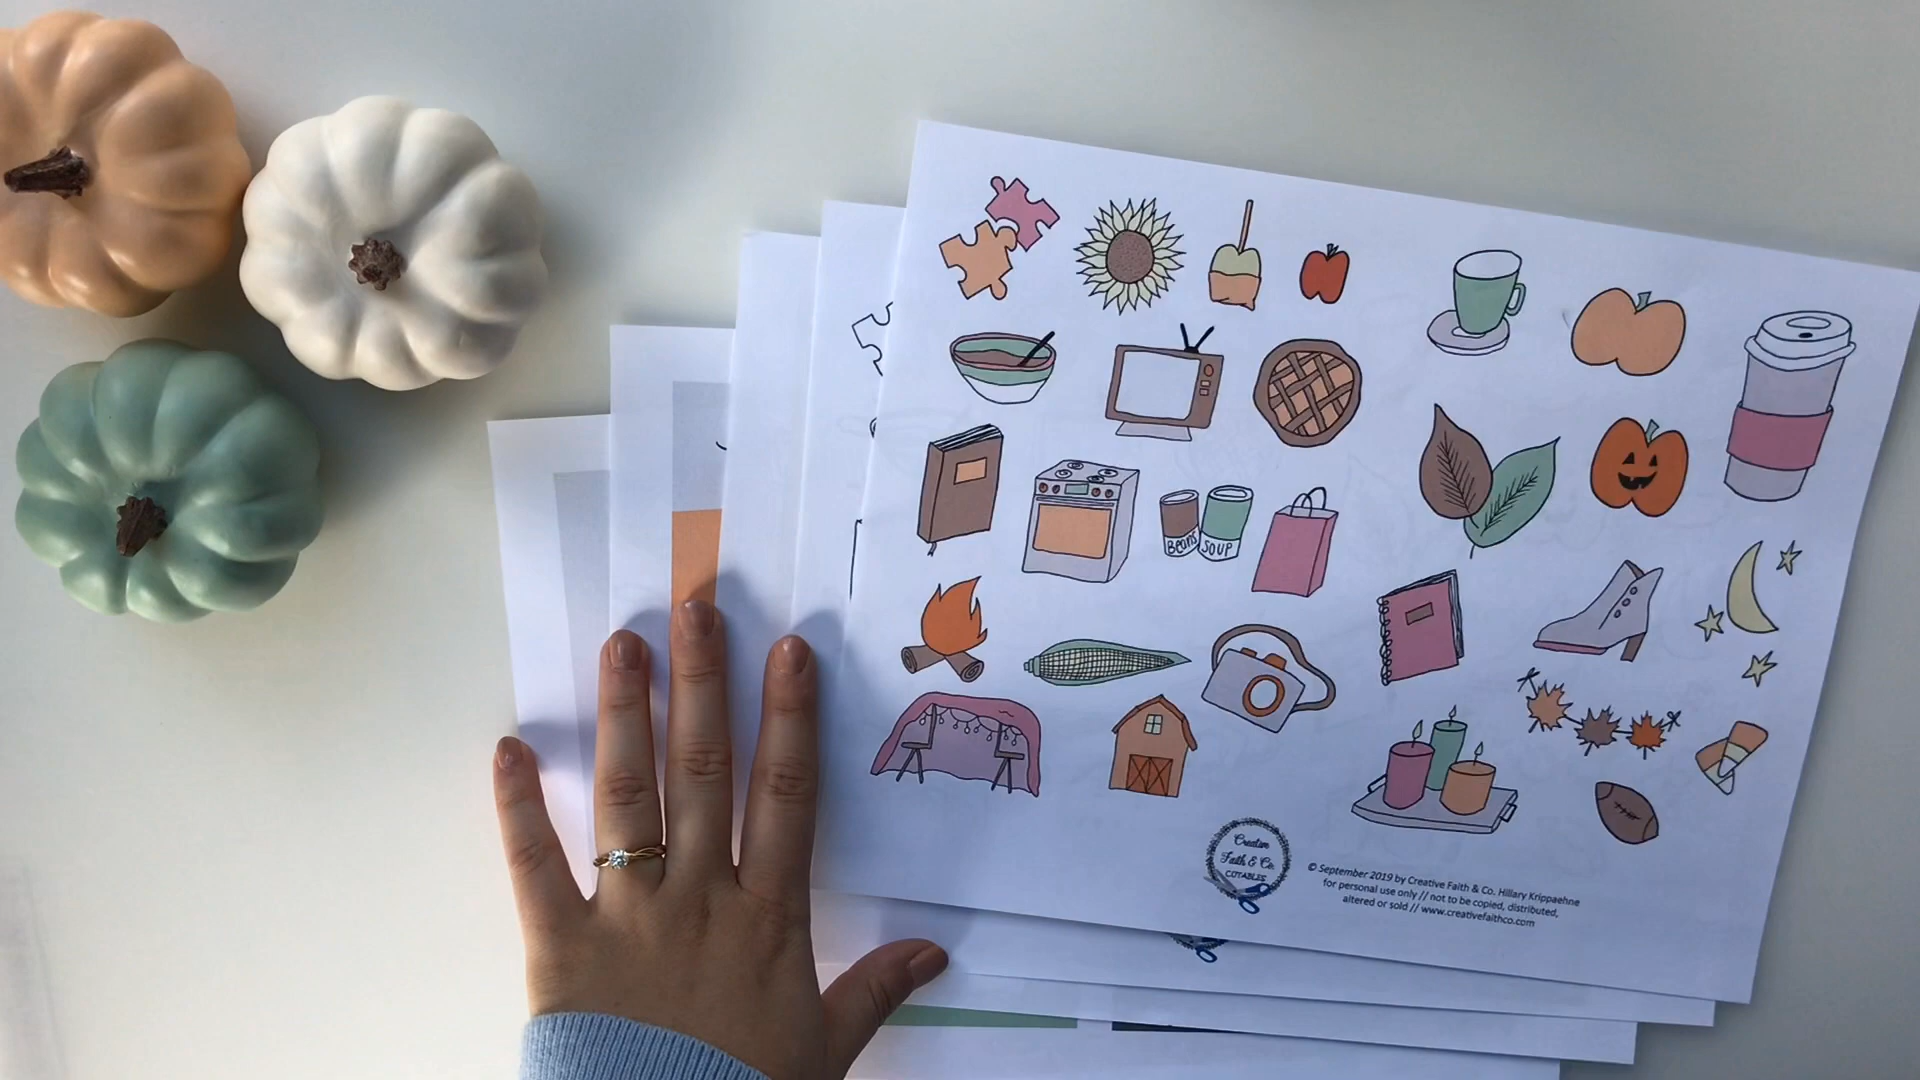 Beans
SOUP
Creative
Faith & Co.
COTABLES
© September 2019 by Creative Faith & Co. Hillary Krippaehne
for personal use only // not to be copied, distributed,
altered or sold // www.creativefaithco.com